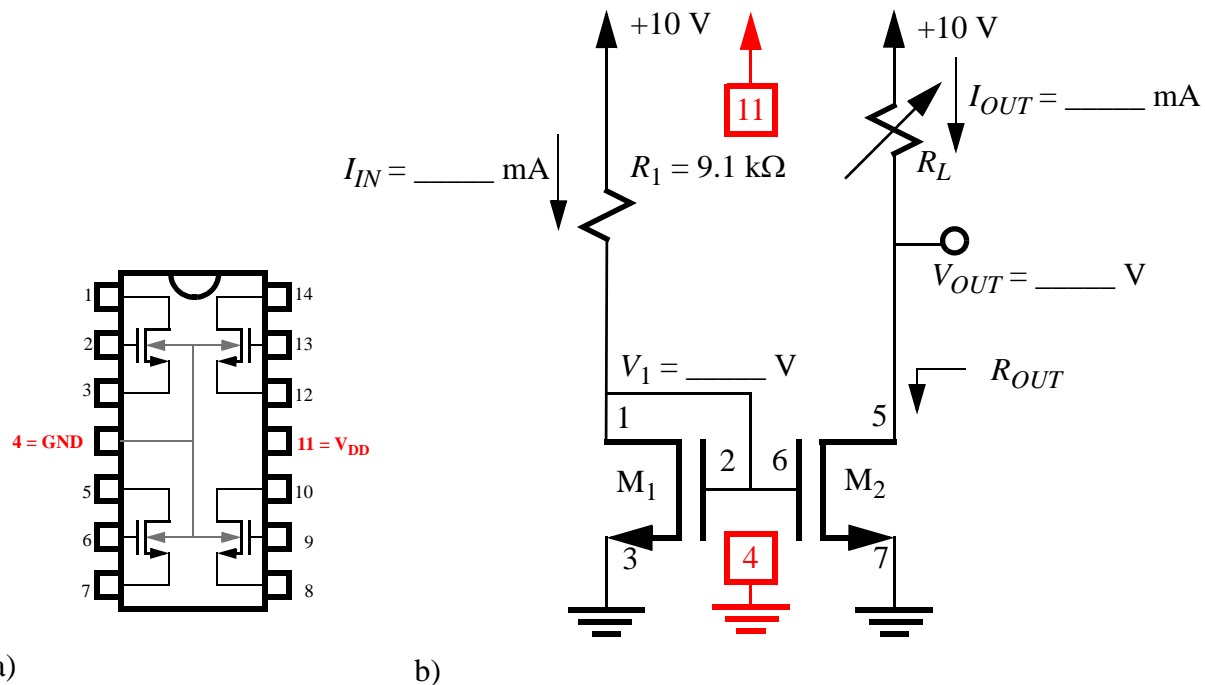 +10 V
+10 V
11
I_OUT = _____ mA
I_IN = _____ mA
R_1 = 9.1 kΩ
R_L
V_OUT = _____ V
1
14
2
13
3
12
4 = GND
11 = V_DD
5
10
6
9
7
8
V_1 = _____ V
R_OUT
1
5
2
6
M_1
M_2
3
4
7
a)
b)